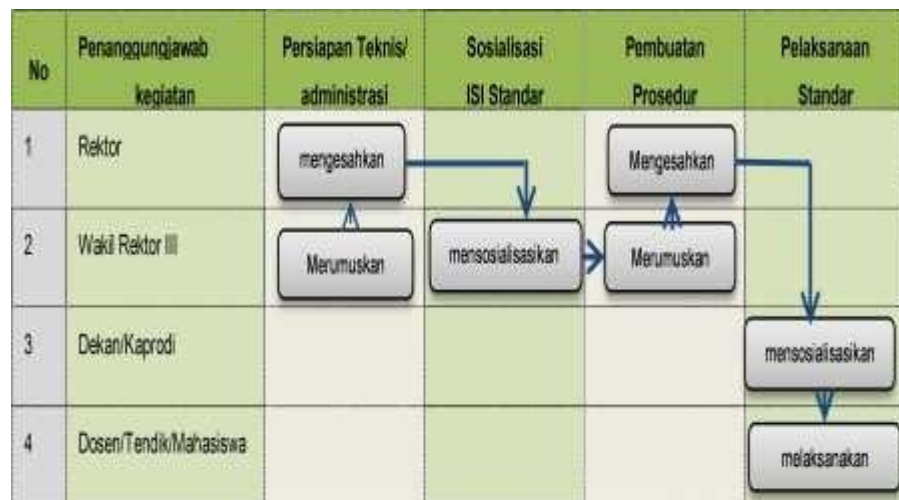 No
Penanggungjawab
kegiatan
Persiapan Teknis/
administrasi
Sosialisasi
ISI Standar
Pembuatan
Prosedur
Pelaksanaan
Standar
1
Rektor
mengesahkan
Mengesahkan
2
Wakil Rektor III
Merumuskan
mensosialisasikan
Merumuskan
3
Dekan/Kaprodi
mensosialisasikan
4
Dosen/Tendik/Mahasiswa
melaksanakan